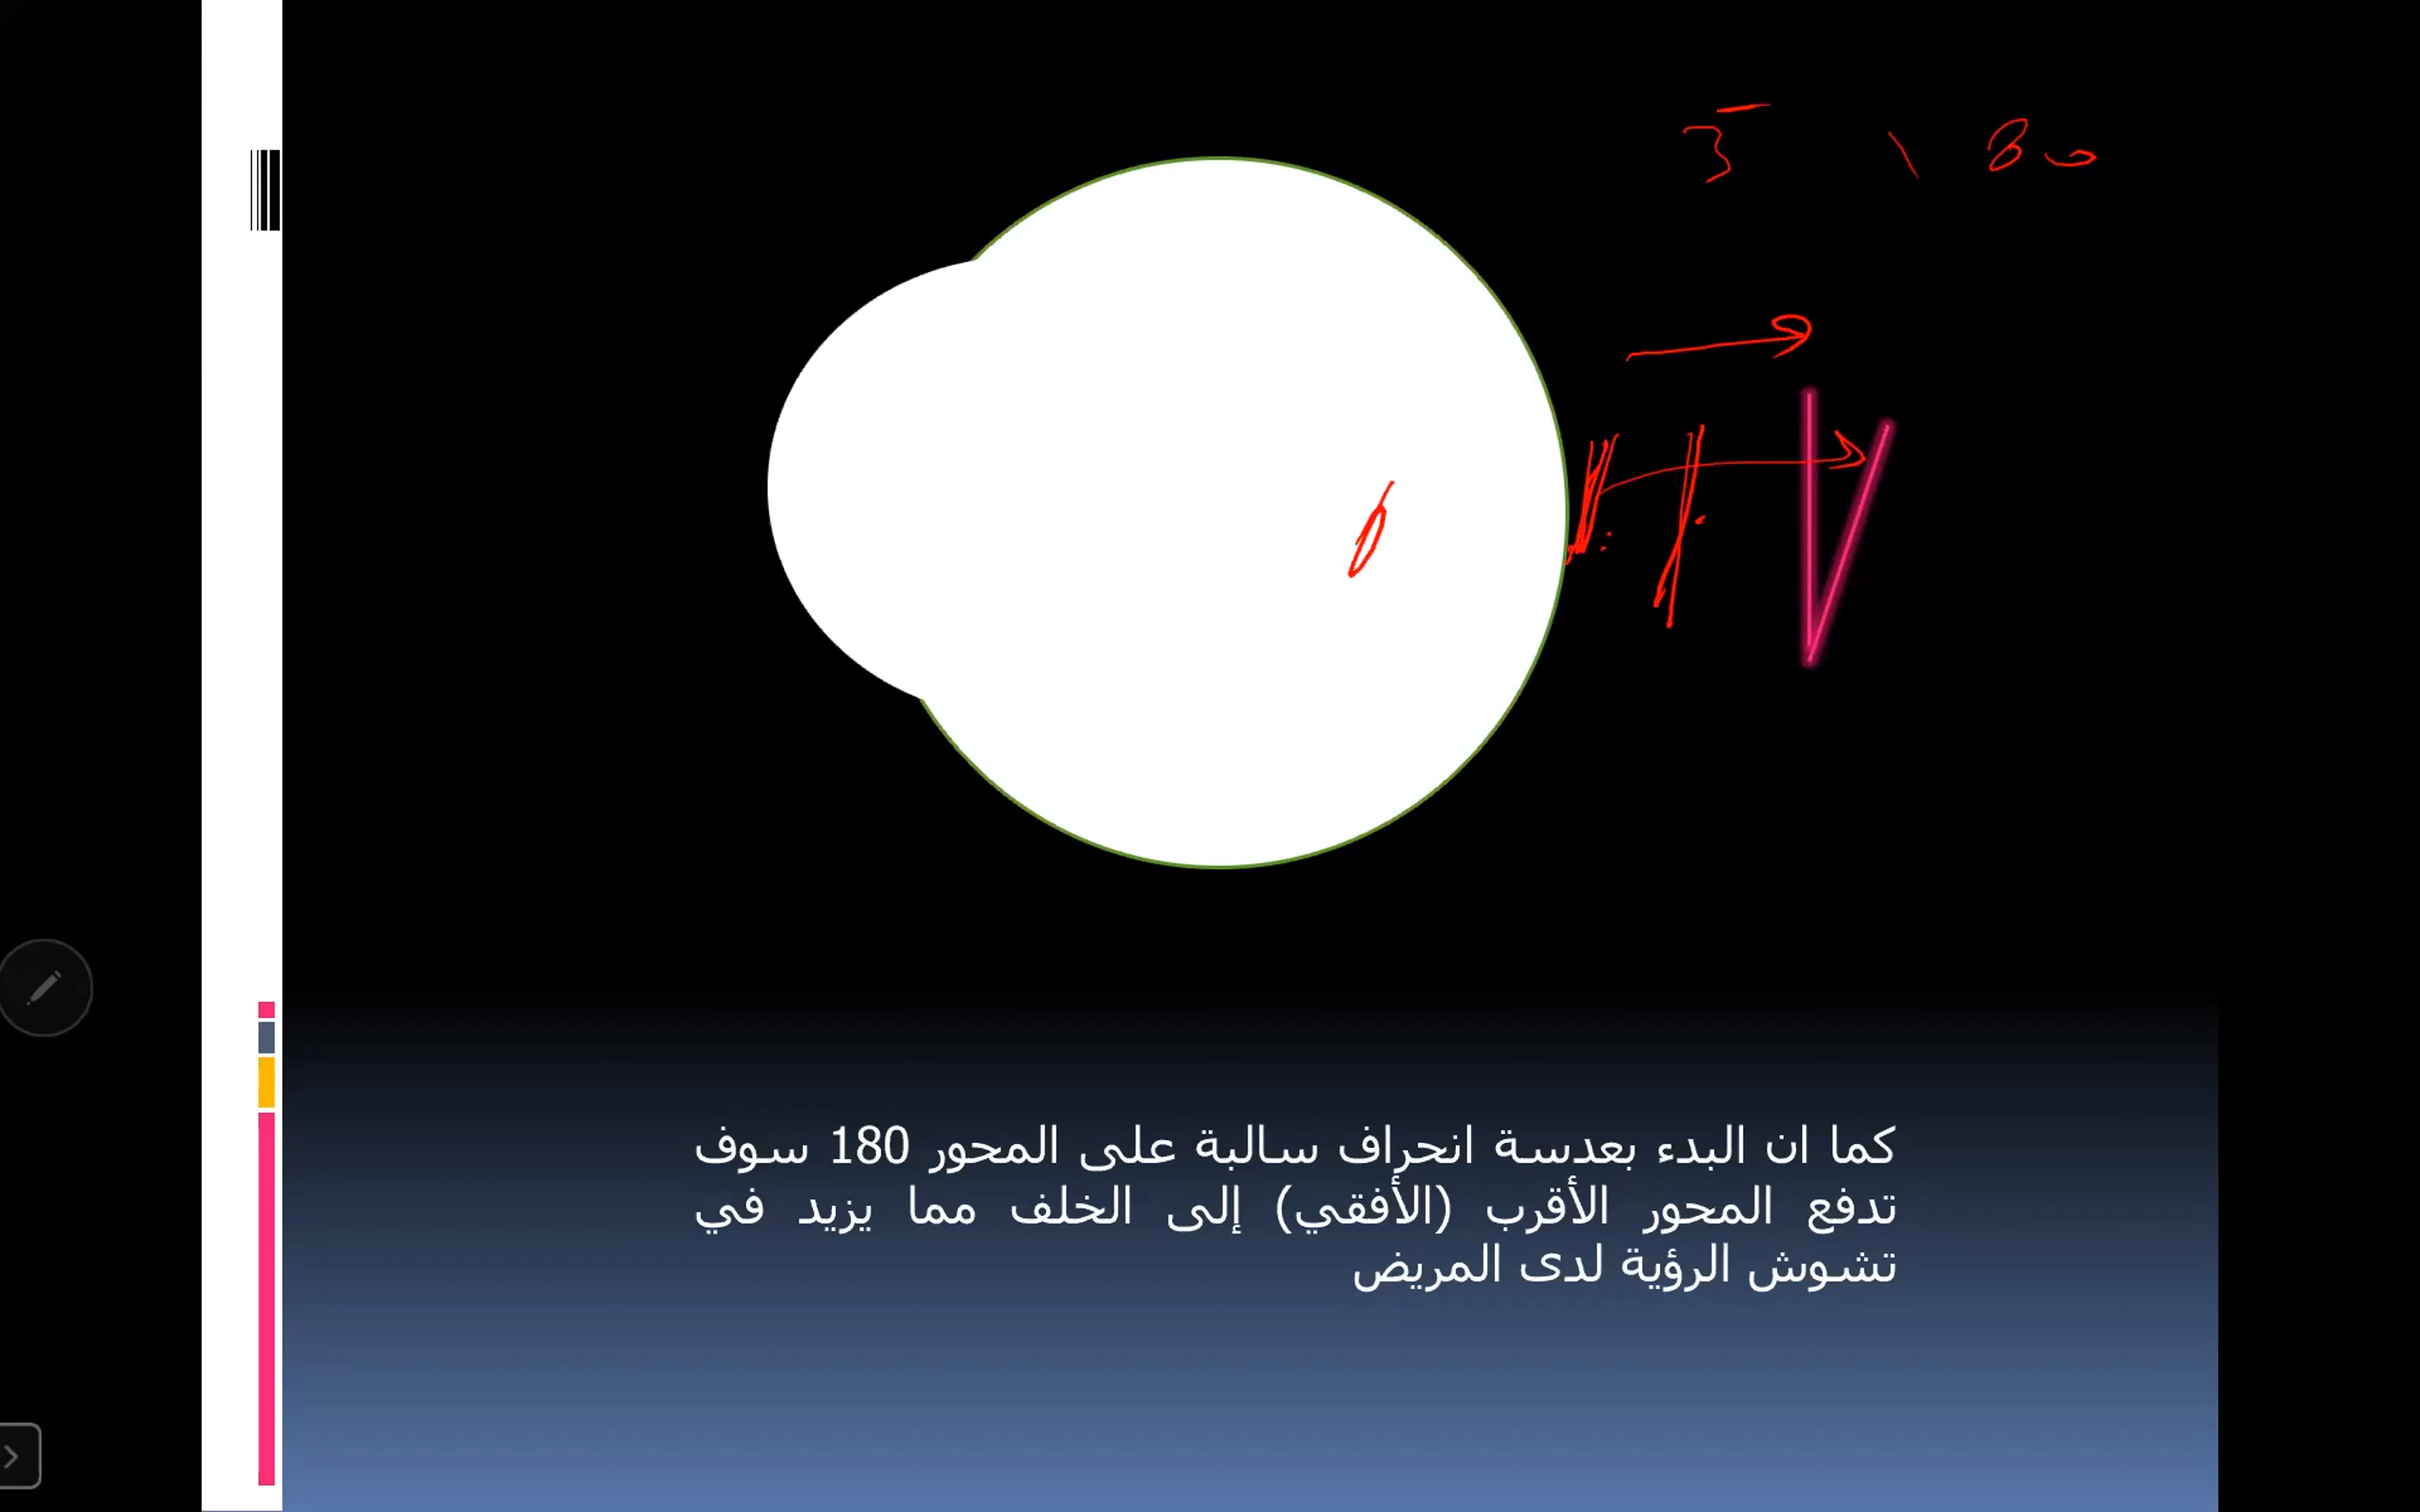 180
كما ان البدء بعدسة انحراف سالبة على المحور 180 سوف
تدفع المحور الأقرب (الأفقي) إلى الخلف مما يزيد في
تشوش الرؤية لدى المريض